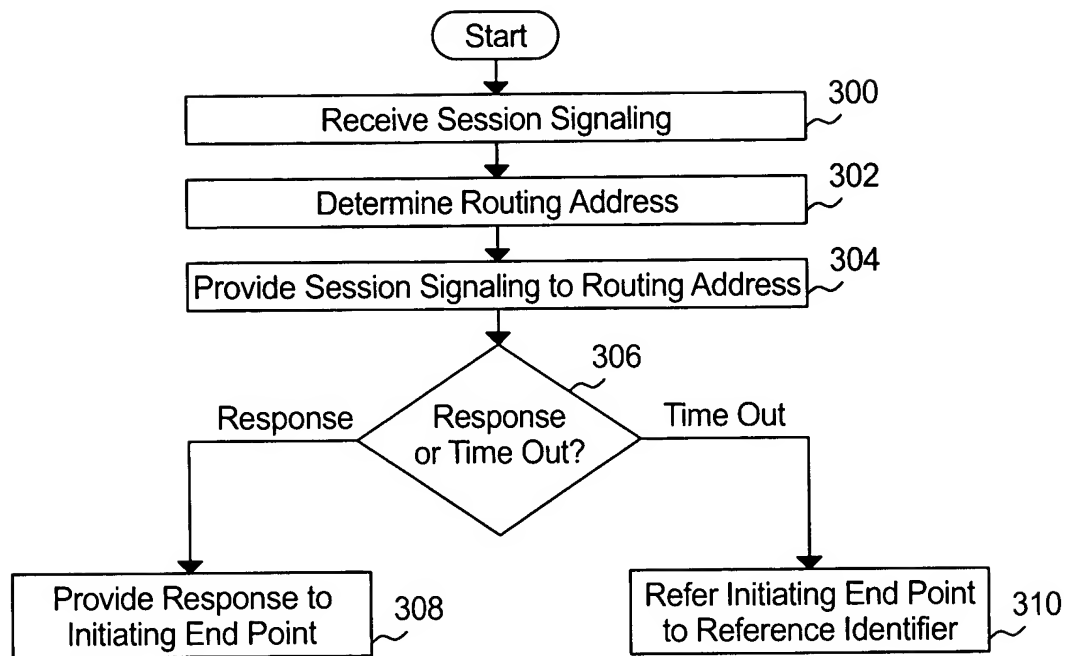 Start
Receive Session Signaling
300
Determine Routing Address
302
Provide Session Signaling to Routing Address
304
306
Response
Response
or Time Out?
Time Out
Provide Response to
Initiating End Point
308
Refer Initiating End Point
to Reference Identifier
310